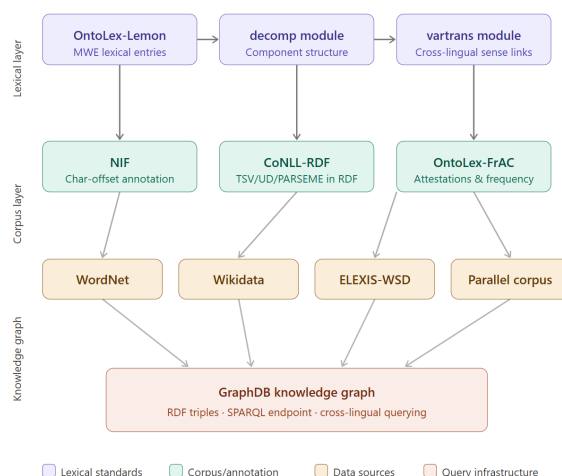 Lexical layer
OntoLex-Lemon
MWE lexical entries
decomp module
Component structure
vartrans module
Cross-lingual sense links
Corpus layer
NIF
Char-offset annotation
CoNLL-RDF
TSV/UD/PARSEME in RDF
OntoLex-FrAC
Attestations & frequency
WordNet
Wikidata
ELEXIS-WSD
Parallel corpus
Knowledge graph
GraphDB knowledge graph
RDF triples · SPARQL endpoint · cross-lingual querying
Lexical standards
Corpus/annotation
Data sources
Query infrastructure